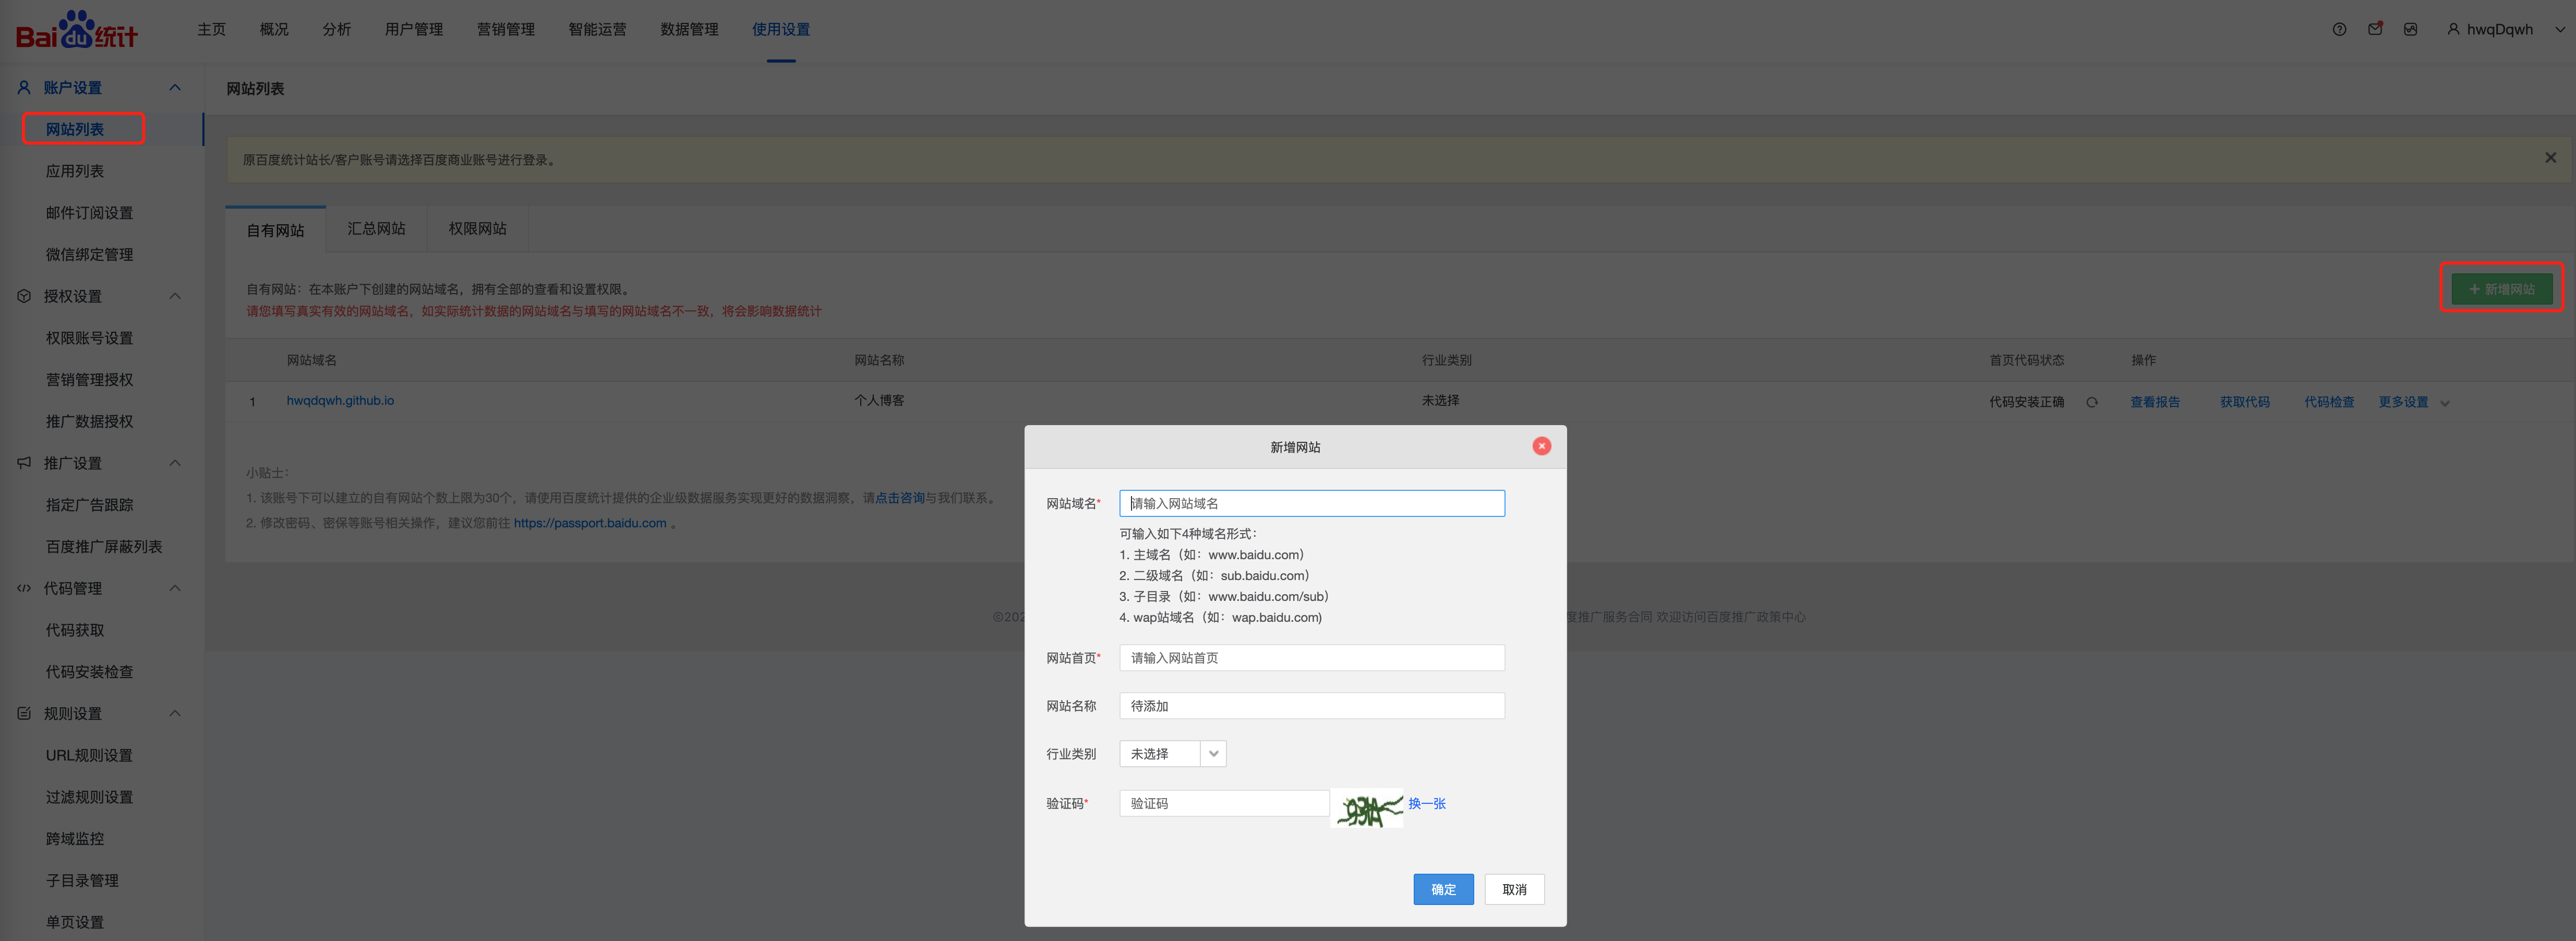 Baidu统计
主页 概况 分析 用户管理 营销管理 智能运营 数据管理 使用设置
hwqDqwh
账户设置
网站列表
应用列表
邮件订阅设置
微信绑定管理
授权设置
权限账号设置
营销管理授权
推广数据授权
推广设置
指定广告跟踪
百度推广屏蔽列表
代码管理
代码获取
代码安装检查
规则设置
URL规则设置
过滤规则设置
跨域监控
子目录管理
单页设置
网站列表
原百度统计站长/客户账号请选择百度商业账号进行登录。
自有网站 汇总网站 权限网站
自有网站：在本账户下创建的网站域名，拥有全部的查看和设置权限。
请您填写真实有效的网站域名，如实际统计数据的网站域名与填写的网站域名不一致，将会影响数据统计
+ 新增网站
网站域名 网站名称 行业类别 首页代码状态 操作
1 hwqdqwh.github.io 个人博客 未选择 代码安装正确 查看报告 获取代码 代码检查 更多设置
小贴士：
1. 该账号下可以建立的自有网站个数上限为30个，请使用百度统计提供的企业级数据服务实现更好的数据洞察，请点击咨询与我们联系。
2. 修改密码、密保等账号相关操作，建议您前往 https://passport.baidu.com 。
©202
度推广服务合同 欢迎访问百度推广政策中心
新增网站
网站域名* 请输入网站域名
可输入如下4种域名形式：
1. 主域名（如：www.baidu.com）
2. 二级域名（如：sub.baidu.com）
3. 子目录（如：www.baidu.com/sub）
4. wap站域名（如：wap.baidu.com)
网站首页* 请输入网站首页
网站名称 待添加
行业类别 未选择
验证码* 验证码 换一张
确定 取消